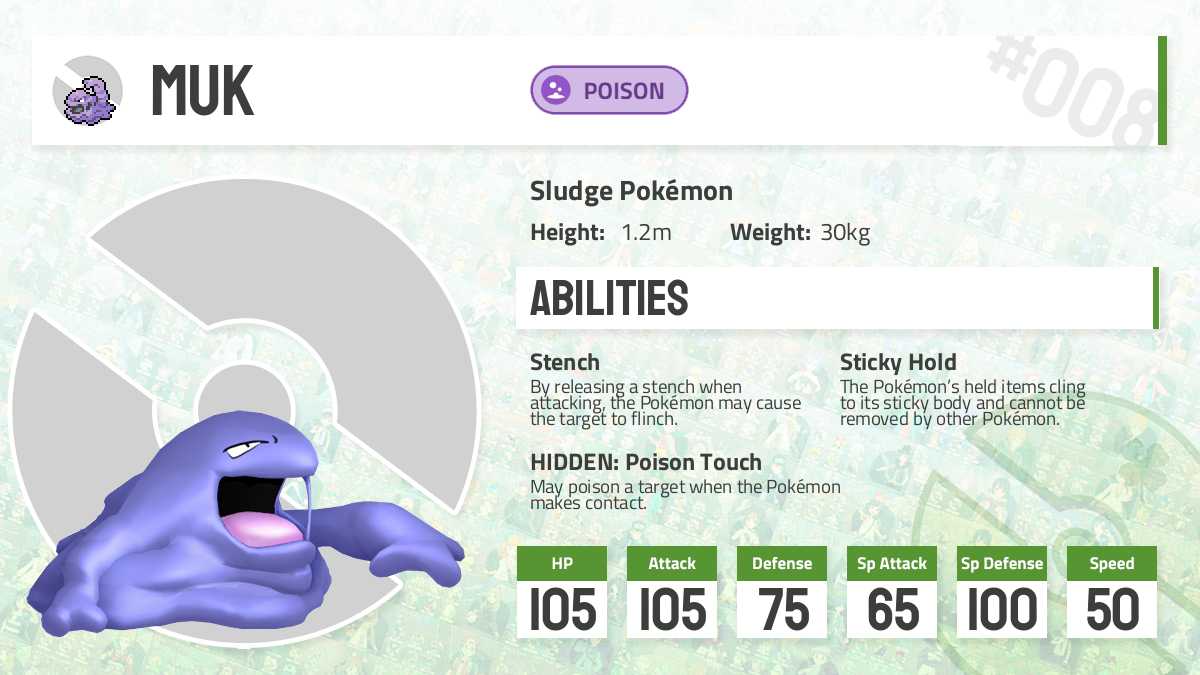 MUK
POISON
#008
Sludge Pokémon
Height: 1.2m Weight: 30kg
ABILITIES
Stench
By releasing a stench when
attacking, the Pokémon may cause
the target to flinch.
Sticky Hold
The Pokémon's held items cling
to its sticky body and cannot be
removed by other Pokémon.
HIDDEN: Poison Touch
May poison a target when the Pokémon
makes contact.
HP Attack Defense Sp Attack Sp Defense Speed
105 105 75 65 100 50